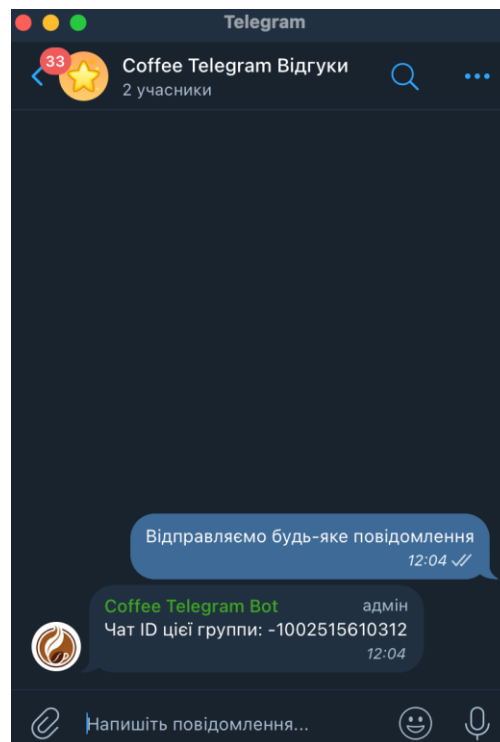 Telegram
33
Coffee Telegram Відгуки
2 учасники
Відправляємо будь-яке повідомлення
12:04
Coffee Telegram Bot адмін
Чат ID цієї группи: -1002515610312
12:04
Напишіть повідомлення...